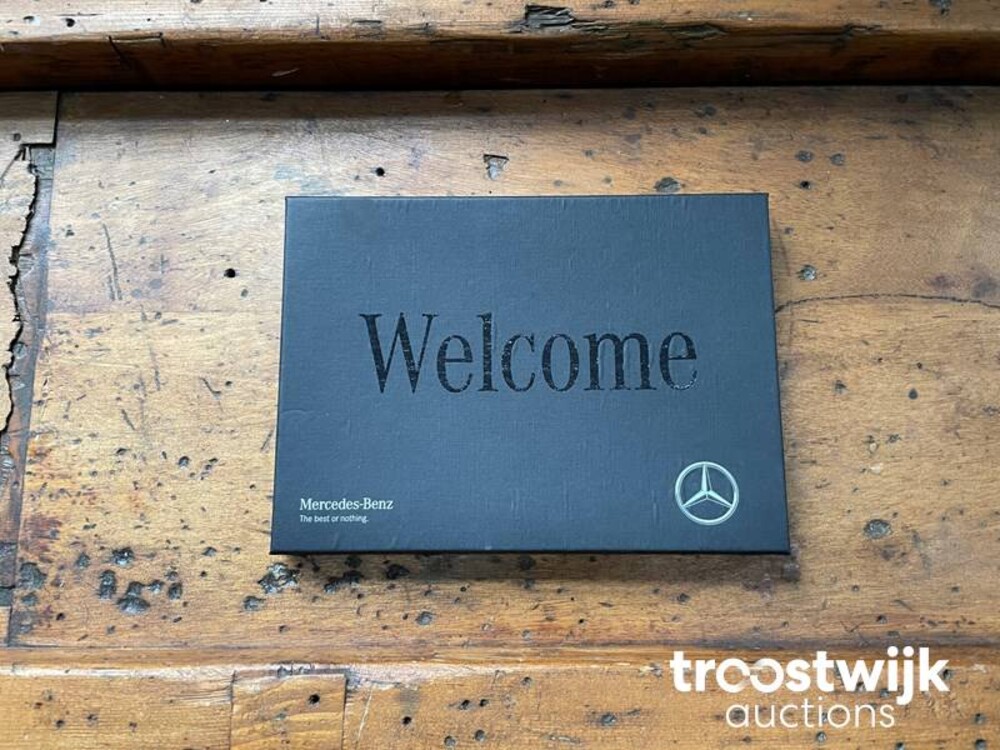 Welcome
Mercedes-Benz
The best or nothing.
troostwijk
auctions